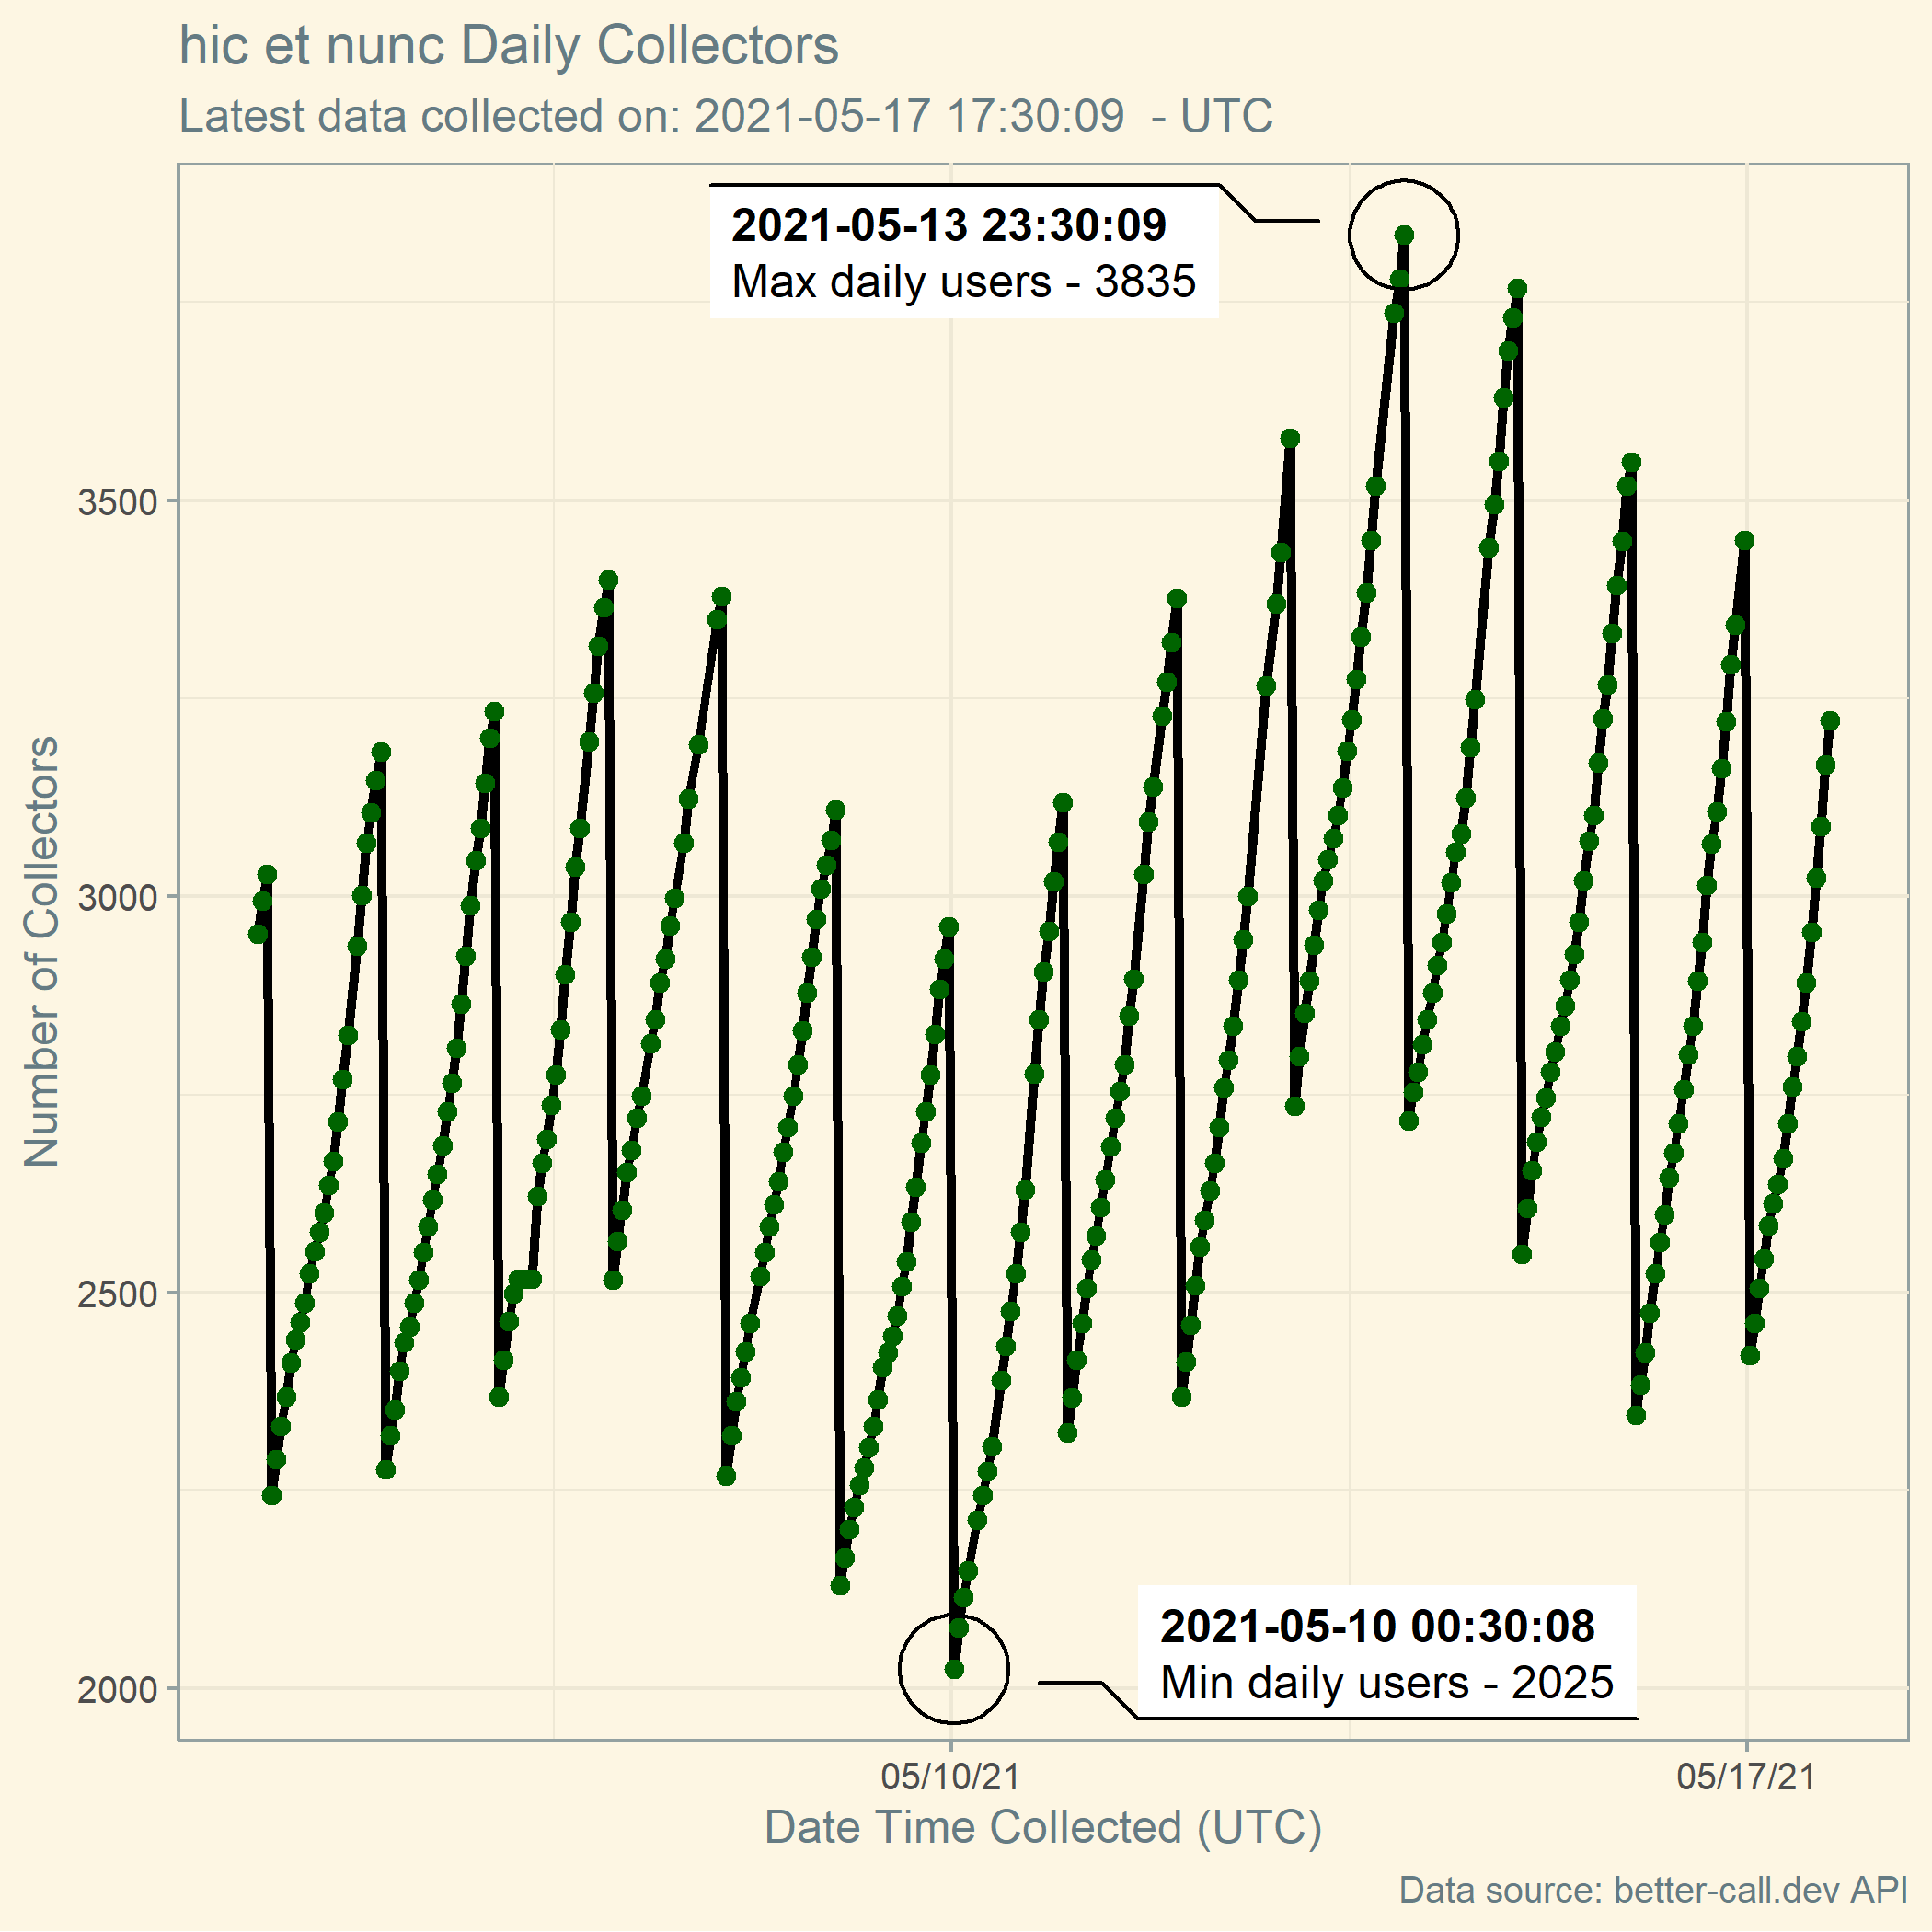 hic et nunc Daily Collectors
Latest data collected on: 2021-05-17 17:30:09  - UTC
2021-05-13 23:30:09
Max daily users - 3835
3500
3000
2500
2000
Number of Collectors
2021-05-10 00:30:08
Min daily users - 2025
05/10/21
05/17/21
Date Time Collected (UTC)
Data source: better-call.dev API